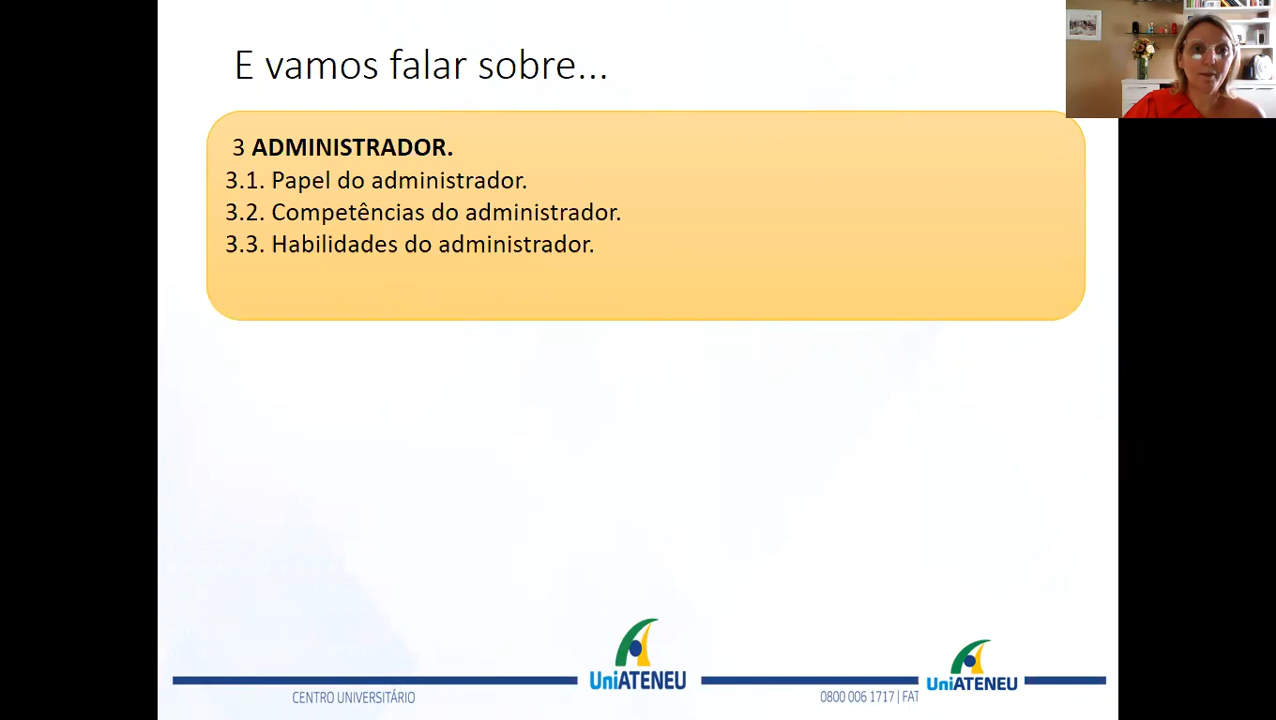 E vamos falar sobre...
3 ADMINISTRADOR.
3.1. Papel do administrador.
3.2. Competências do administrador.
3.3. Habilidades do administrador.
UniATENEU
UniATENEU
CENTRO UNIVERSITÁRIO
0800 006 1717 | FAT